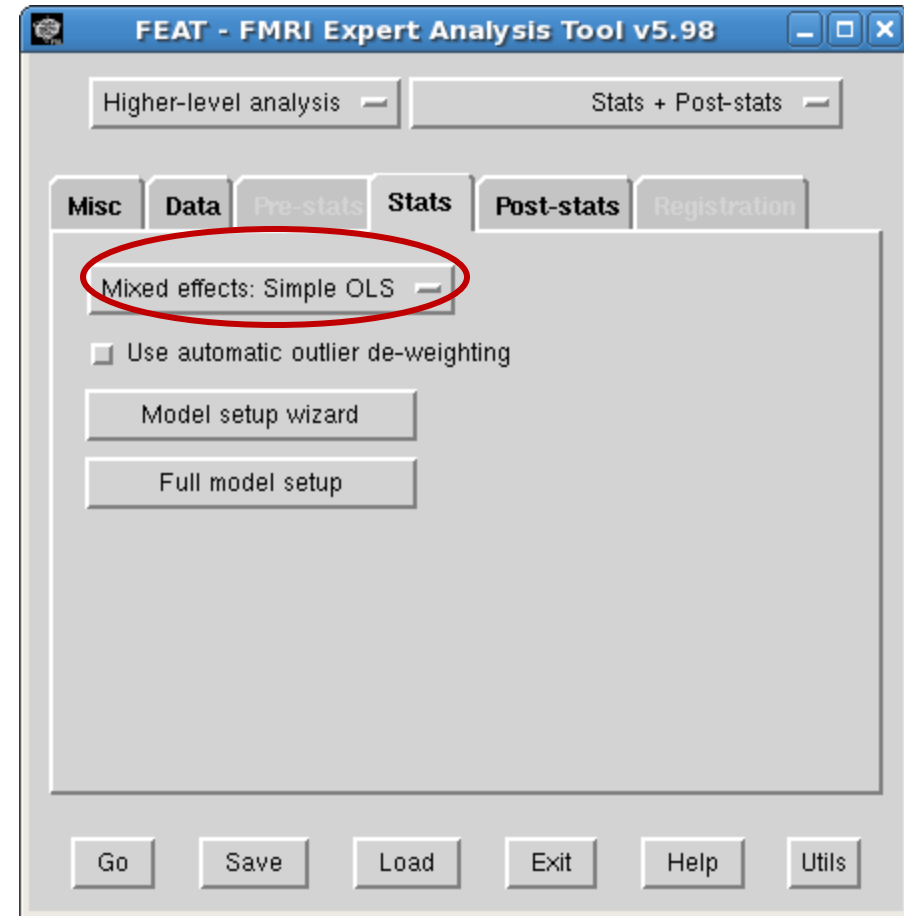 FEAT - FMRI Expert Analysis Tool v5.98
Higher-level analysis Stats + Post-stats
Misc Data Pre-stats Stats Post-stats Registration
Mixed effects: Simple OLS
Use automatic outlier de-weighting
Model setup wizard
Full model setup
Go Save Load Exit Help Utils